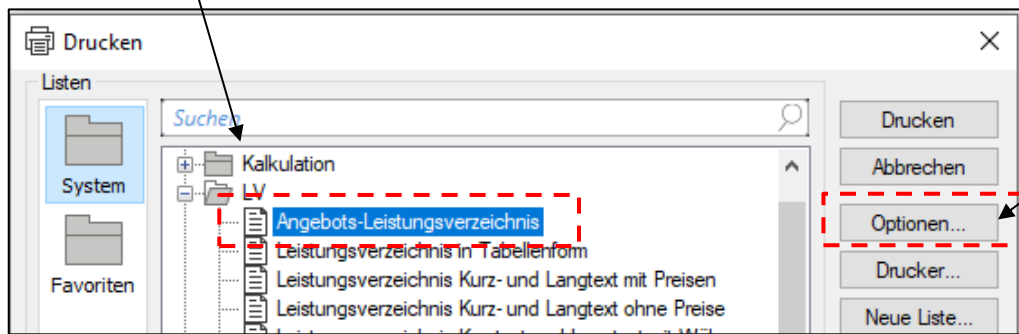 Drucken
Listen
Suchen
System
Favoriten
Kalkulation
LV
Angebots-Leistungsverzeichnis
Leistungsverzeichnis in Tabellenform
Leistungsverzeichnis Kurz- und Langtext mit Preisen
Leistungsverzeichnis Kurz- und Langtext ohne Preise
Drucken
Abbrechen
Optionen...
Drucker...
Neue Liste...